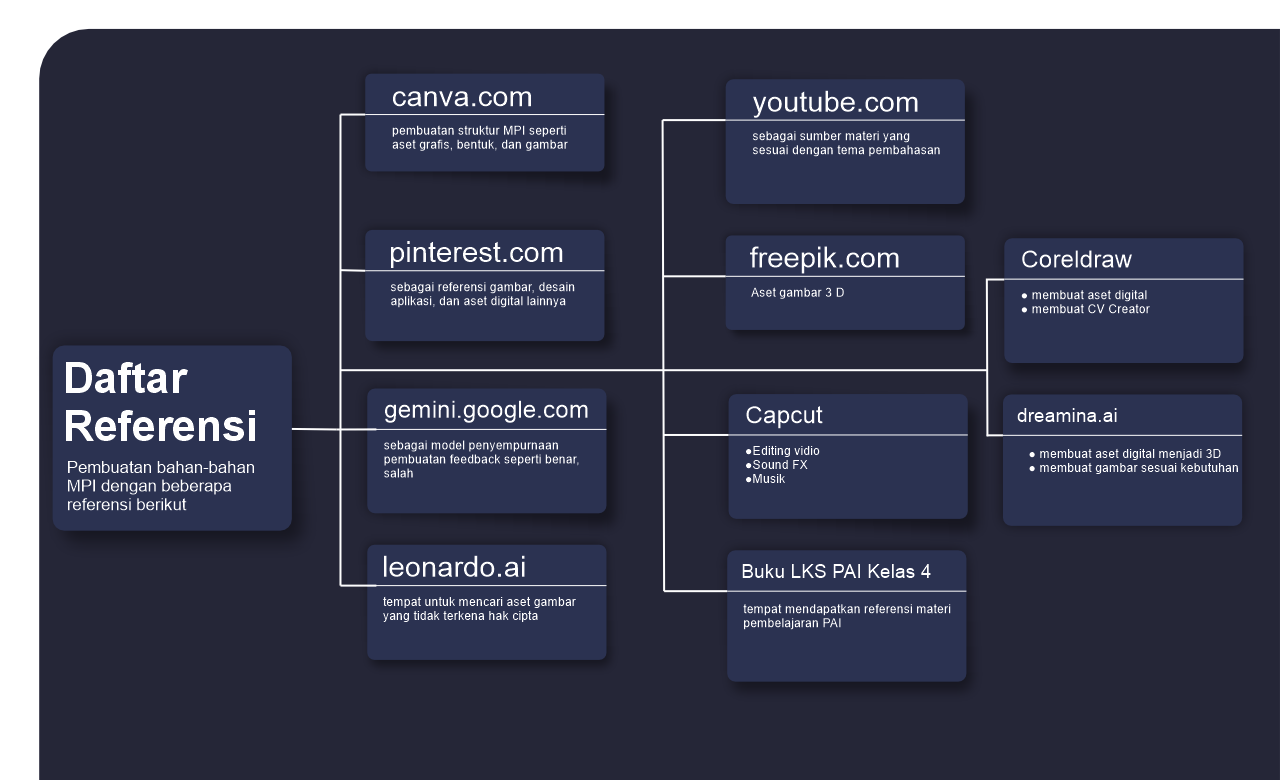 Daftar
Referensi
Pembuatan bahan-bahan
MPI dengan beberapa
referensi berikut
canva.com
pembuatan struktur MPI seperti
aset grafis, bentuk, dan gambar
pinterest.com
sebagai referensi gambar, desain
aplikasi, dan aset digital lainnya
gemini.google.com
sebagai model penyempurnaan
pembuatan feedback seperti benar,
salah
leonardo.ai
tempat untuk mencari aset gambar
yang tidak terkena hak cipta
youtube.com
sebagai sumber materi yang
sesuai dengan tema pembahasan
freepik.com
Aset gambar 3 D
Capcut
●Editing vidio
●Sound FX
●Musik
Buku LKS PAI Kelas 4
tempat mendapatkan referensi materi
pembelajaran PAI
Coreldraw
● membuat aset digital
● membuat CV Creator
dreamina.ai
● membuat aset digital menjadi 3D
● membuat gambar sesuai kebutuhan